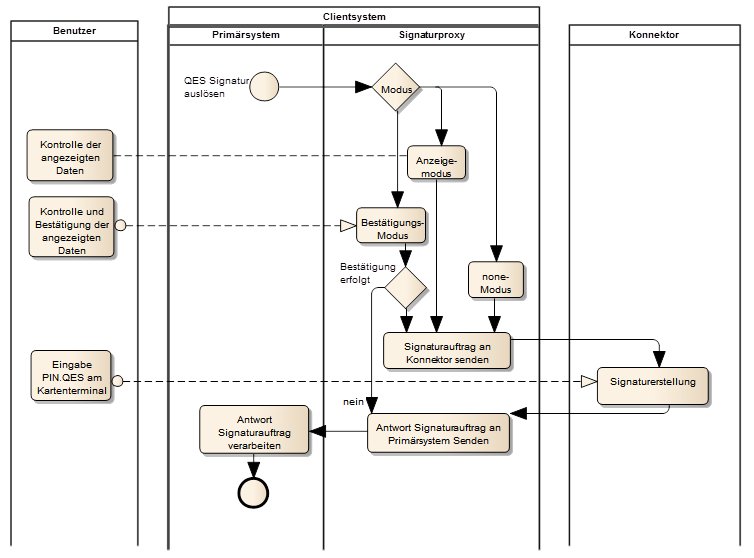 Clientsystem
Benutzer
Primärsystem
Signaturproxy
Konnektor
QES Signatur
auslösen
Modus
Kontrolle der
angezeigten
Daten
Anzeige-
modus
Kontrolle und
Bestätigung der
angezeigten
Daten
Bestätigungs-
Modus
Bestätigung
erfolgt
none-
Modus
Signaturauftrag an
Konnektor senden
Eingabe
PIN.QES am
Kartenterminal
Signaturerstellung
nein
Antwort
Signaturauftrag
verarbeiten
Antwort Signaturauftrag an
Primärsystem Senden